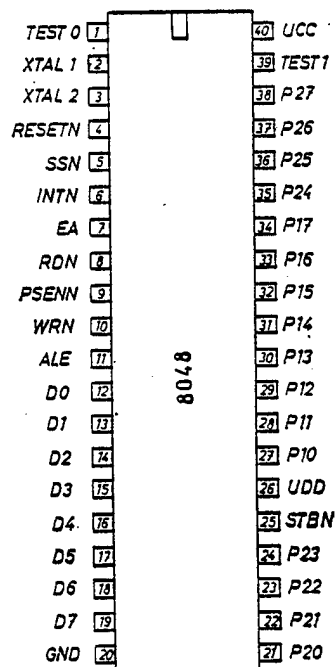 TEST 0 1 40 UCC
XTAL 1 2 39 TEST 1
XTAL 2 3 38 P27
RESETN 4 37 P26
SSN 5 36 P25
INTN 6 35 P24
EA 7 34 P17
RDN 8 33 P16
PSENN 9 32 P15
WRN 10 31 P14
ALE 11 30 P13
D0 12 29 P12
D1 13 28 P11
D2 14 27 P10
D3 15 26 UDD
D4 16 25 STBN
D5 17 24 P23
D6 18 23 P22
D7 19 22 P21
GND 20 21 P20
8048